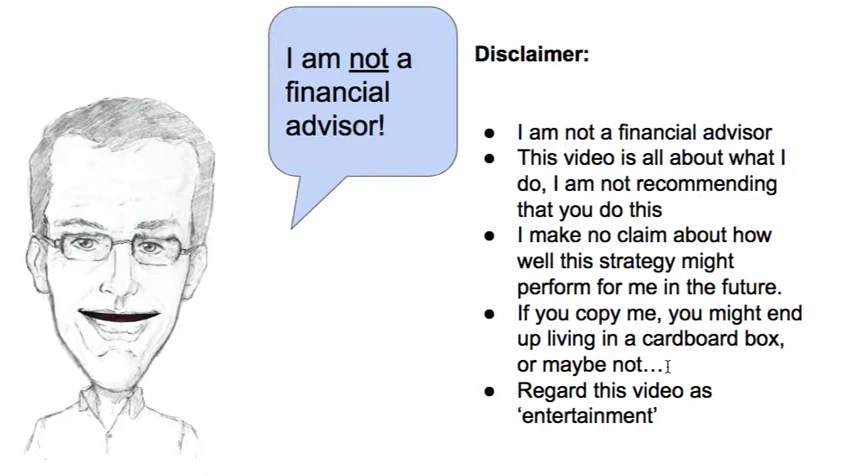 I am not a
financial
advisor!
Disclaimer:
● I am not a financial advisor
● This video is all about what I
do, I am not recommending
that you do this
● I make no claim about how
well this strategy might
perform for me in the future.
● If you copy me, you might end
up living in a cardboard box,
or maybe not…
● Regard this video as
‘entertainment’